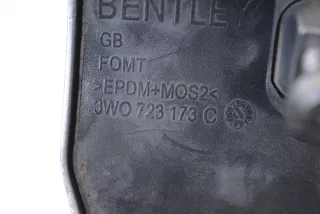 BENTLEY
GB
FOMT
>EPDM+MOS2<
3W0 723 173 C